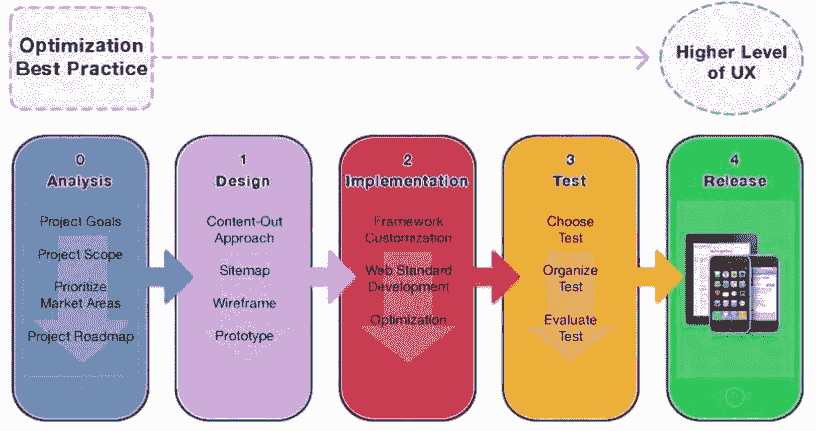 Optimization
Best Practice
Higher Level
of UX
0
Analysis
Project Goals
Project Scope
Prioritize
Market Areas
Project Roadmap
1
Design
Content-Out
Approach
Sitemap
Wireframe
Prototype
2
Implementation
Framework
Customization
Web Standard
Development
Optimization
3
Test
Choose
Test
Organize
Test
Evaluate
Test
4
Release